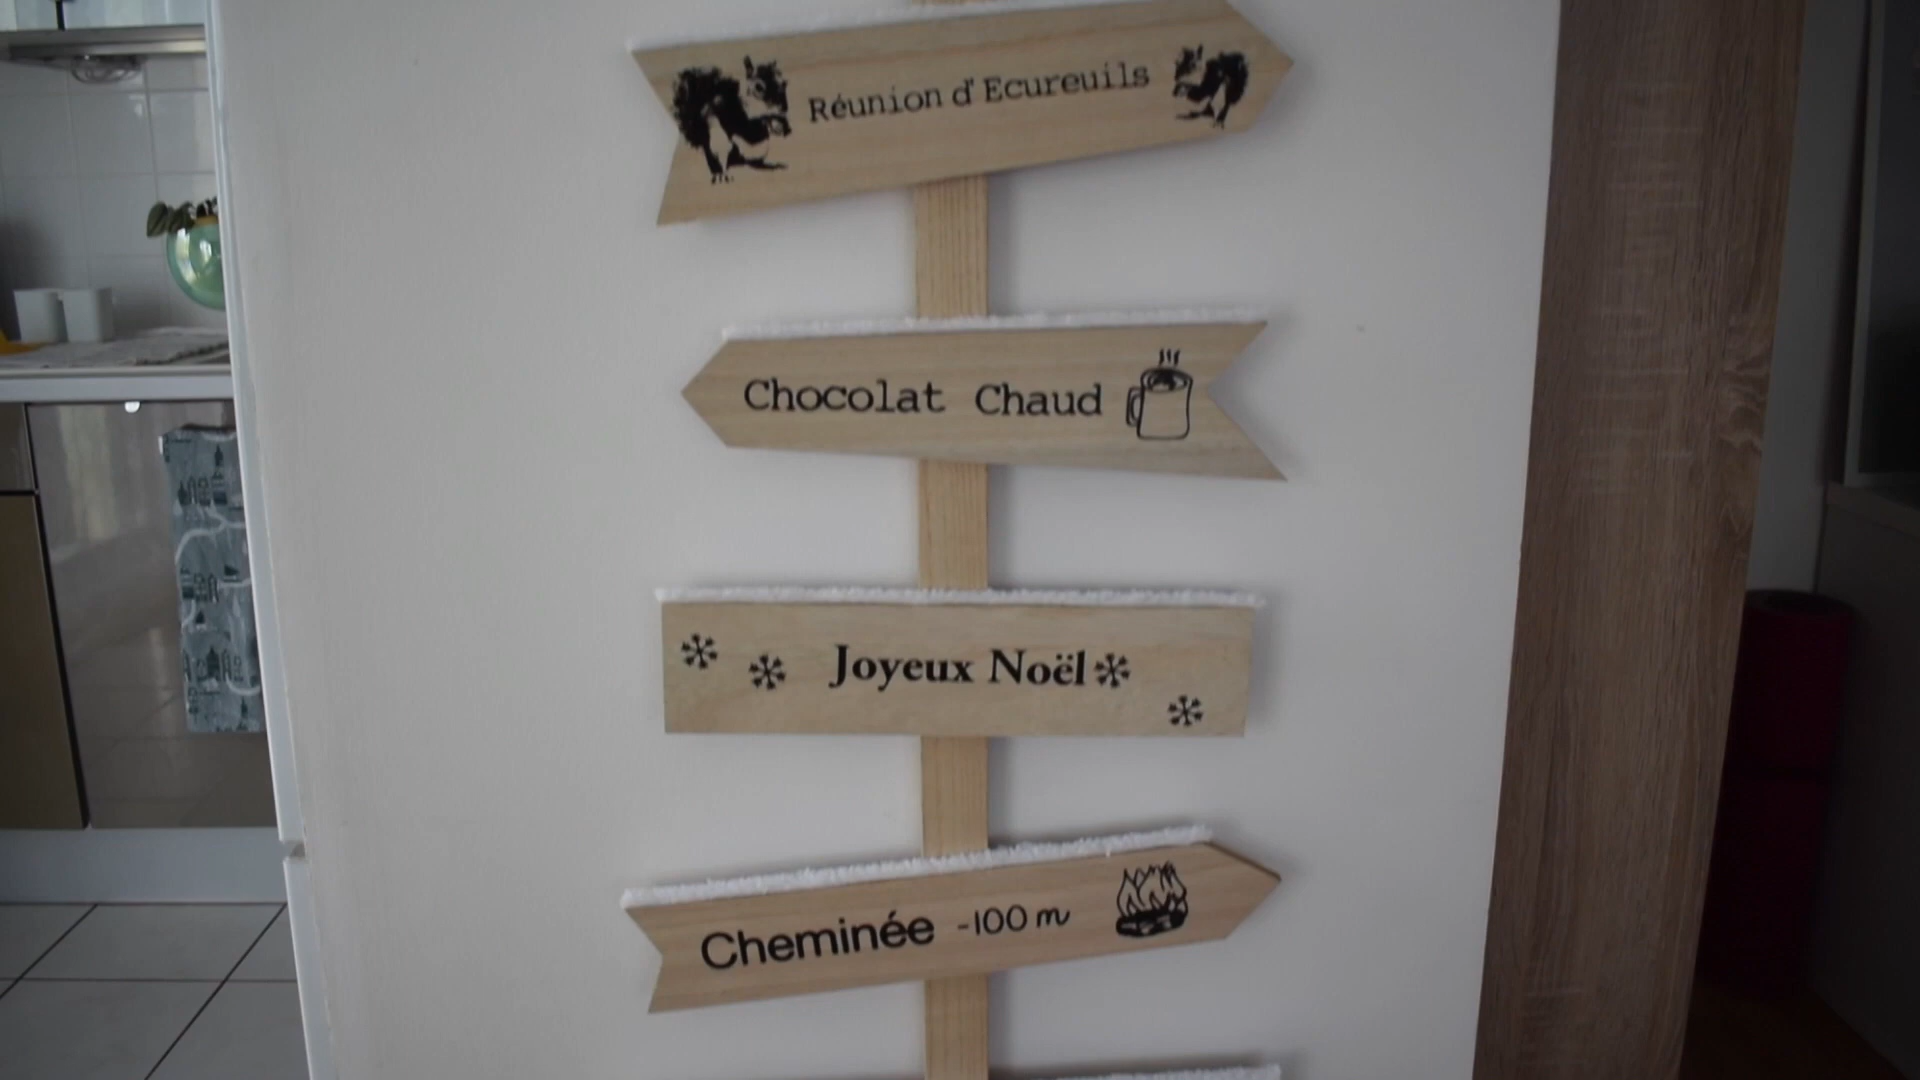 Réunion d'Ecureuils
Chocolat Chaud
Joyeux Noël
Cheminée -100 m